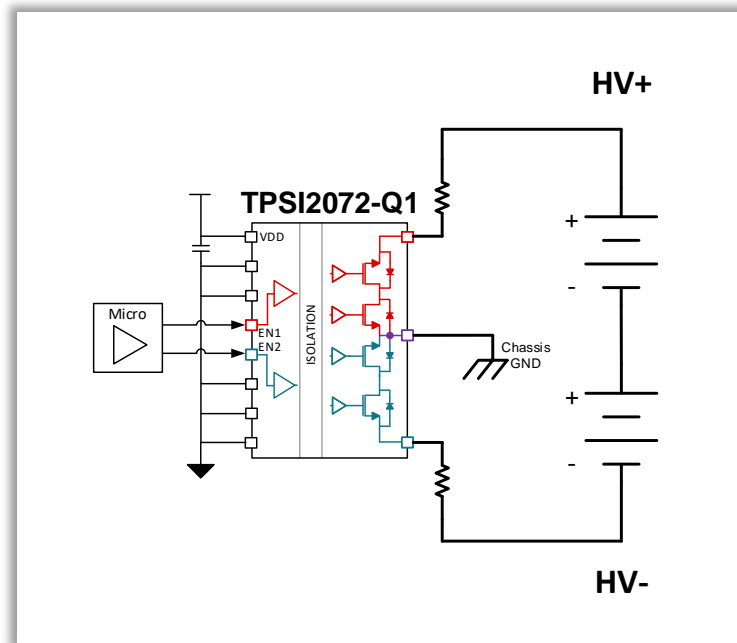 HV+
TPSI2072-Q1
VDD
+
-
Micro
EN1
EN2
ISOLATION
Chassis
GND
+
-
HV-